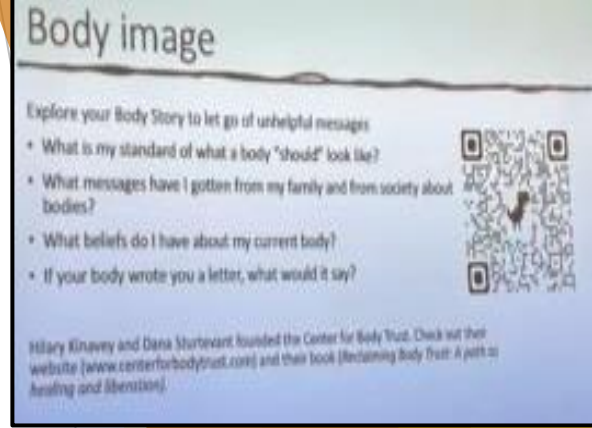 Body image
Explore your Body Story to let go of unhelpful messages
• What is my standard of what a body "should" look like?
• What messages have I gotten from my family and from society about
bodies?
• What beliefs do I have about my current body?
• If your body wrote you a letter, what would it say?
Hilary Kinavey and Dana Sturtevant founded the Center for Body Trust. Check out their
website (www.centerforbodytrust.com) and their book (Reclaiming Body Trust: A path to
healing and liberation).